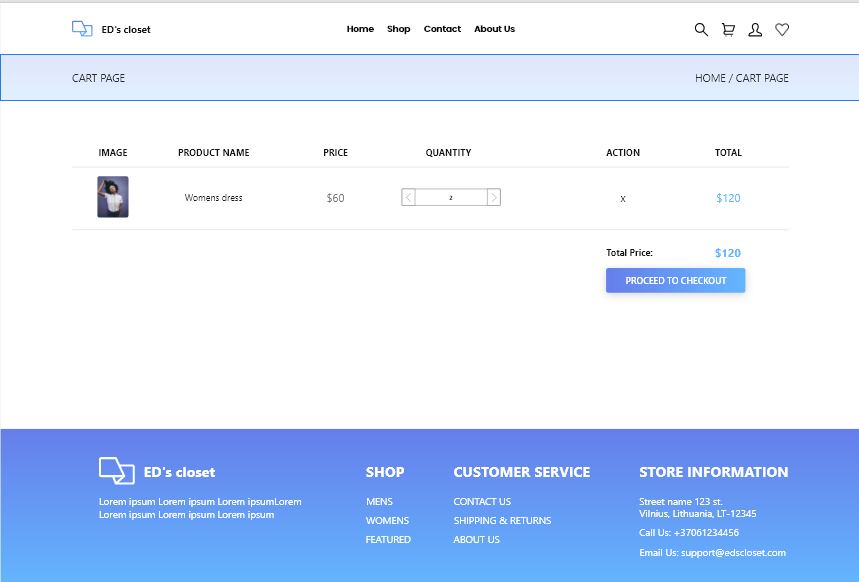 ED's closet
Home Shop Contact About Us
CART PAGE
HOME / CART PAGE
IMAGE PRODUCT NAME PRICE QUANTITY ACTION TOTAL
Womens dress $60 2 x $120
Total Price: $120
PROCEED TO CHECKOUT
ED's closet
Lorem ipsum Lorem ipsum Lorem ipsumLorem
Lorem ipsum Lorem ipsum Lorem ipsum
SHOP
MENS
WOMENS
FEATURED
CUSTOMER SERVICE
CONTACT US
SHIPPING & RETURNS
ABOUT US
STORE INFORMATION
Street name 123 st.
Vilnius, Lithuania, LT-12345
Call Us: +37061234456
Email Us: support@edscloset.com